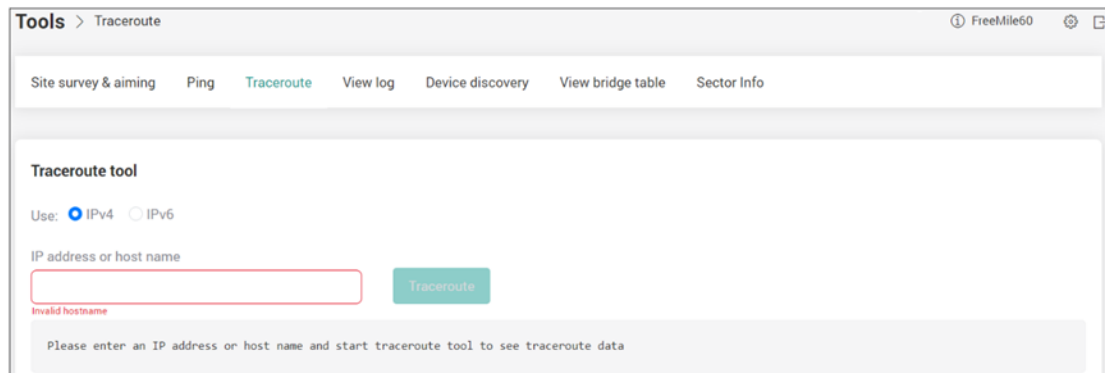 Tools > Traceroute FreeMile60
Site survey & aiming Ping Traceroute View log Device discovery View bridge table Sector Info
Traceroute tool
Use: IPv4 IPv6
IP address or host name
Traceroute
Invalid hostname
Please enter an IP address or host name and start traceroute tool to see traceroute data